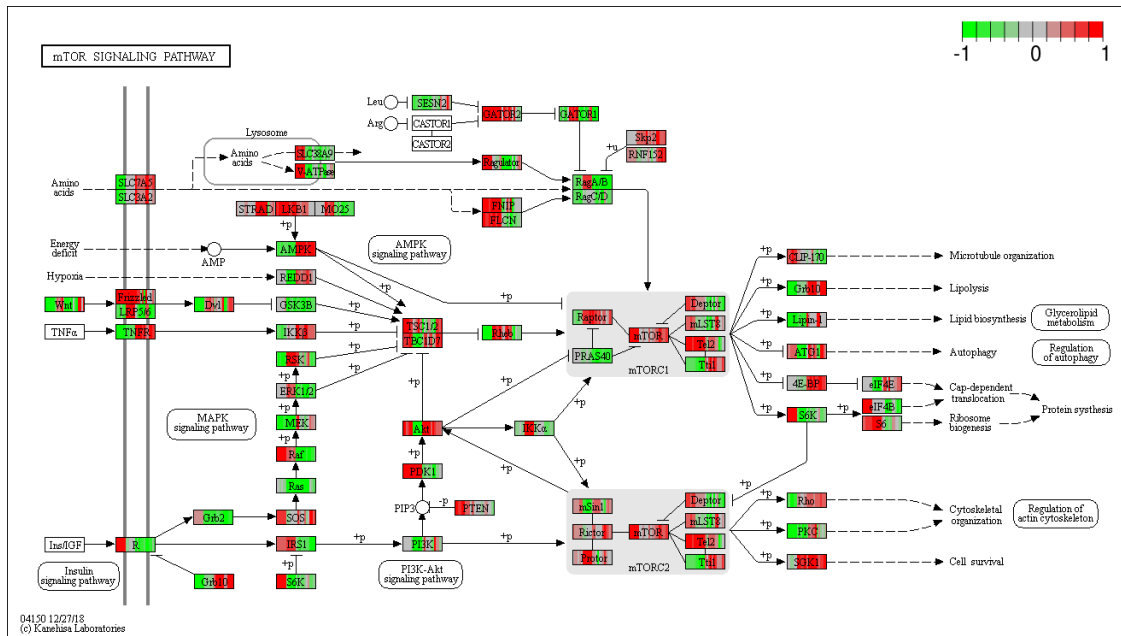 mTOR SIGNALING PATHWAY
-1 0 1
Leu
SESN2
GATOR2
GATOR1
Arg
CASTOR1
CASTOR2
Skp2
RNF152
+u
Lysosome
Amino
acids
SLC38A9
V-ATPase
Ragulator
Amino
acids
SLC7A5
SLC3A2
RagA/B
RagC/D
FNIP
FLCN
STRAD
LKB1
MO25
+p
Energy
deficit
AMP
AMPK
AMPK
signaling pathway
+p
+p
Hypoxia
REDD1
Wnt
Frizzled
LRP5/6
Dvl
GSK3B
+p
TNFα
TNFR
IKKβ
+p
TSC1/2
TBC1D7
Rheb
+p
RSK
+p
+p
ERK1/2
+p
MEK
+p
Raf
Ras
MAPK
signaling pathway
Raptor
mTOR
PRAS40
Deptor
mLST8
Tel2
Tti1
mTORC1
+p
CLIP-170
Microtubule organization
+p
Grb10
Lipolysis
+p
Lipin-1
Lipid biosynthesis
Glycerolipid
metabolism
+p
ATG1
Autophagy
Regulation
of autophagy
+p
4E-BP
eIF4E
Cap-dependent
translocation
+p
S6K
+p
eIF4B
S6
Ribosome
biogenesis
Protein systhesis
+p
+p
Akt
+p
IKKα
+p
+p
+p
PDK1
+p
PIP3
-p
PTEN
Grb2
SOS
Ins/IGF
R
IRS1
+p
PI3K
+p
Insulin
signaling pathway
Grb10
+p
S6K
PI3K-Akt
signaling pathway
mSin1
Rictor
Protor
mTOR
Deptor
mLST8
Tel2
Tti1
mTORC2
+p
+p
Rho
+p
PKC
Cytoskeletal
organization
Regulation of
actin cytoskeleton
+p
SGK1
Cell survival
04150 12/27/18
(c) Kanehisa Laboratories